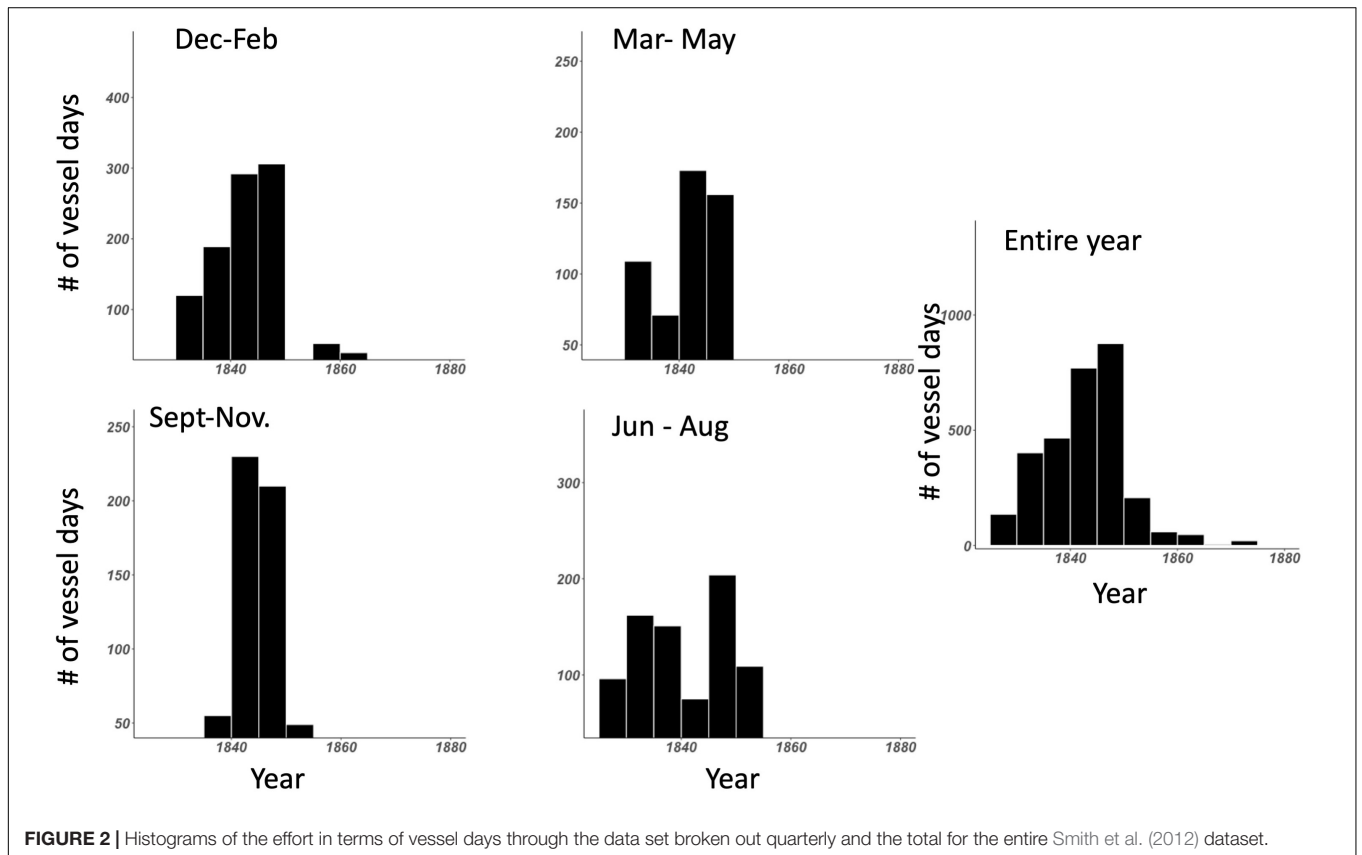 Dec-Feb
# of vessel days
400
300
200
100
1840 1860 1880
Mar- May
250
200
150
100
50
1840 1860 1880
Sept-Nov.
# of vessel days
250
200
150
100
50
1840 1860 1880
Year
Jun - Aug
300
200
100
1840 1860 1880
Year
Entire year
# of vessel days
1000
500
0
1840 1860 1880
Year
FIGURE 2 | Histograms of the effort in terms of vessel days through the data set broken out quarterly and the total for the entire Smith et al. (2012) dataset.